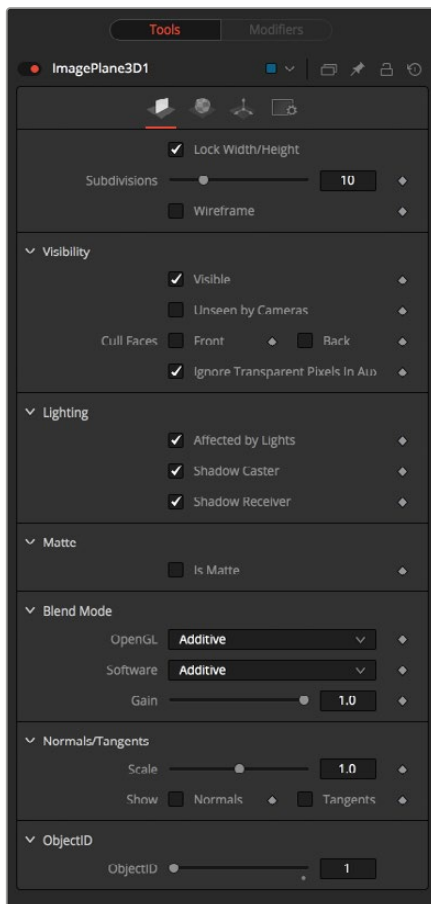 Tools Modifiers
ImagePlane3D1
Lock Width/Height
Subdivisions 10
Wireframe
Visibility
Visible
Unseen by Cameras
Cull Faces Front Back
Ignore Transparent Pixels In Aux
Lighting
Affected by Lights
Shadow Caster
Shadow Receiver
Matte
Is Matte
Blend Mode
OpenGL Additive
Software Additive
Gain 1.0
Normals/Tangents
Scale 1.0
Show Normals Tangents
ObjectID
ObjectID 1